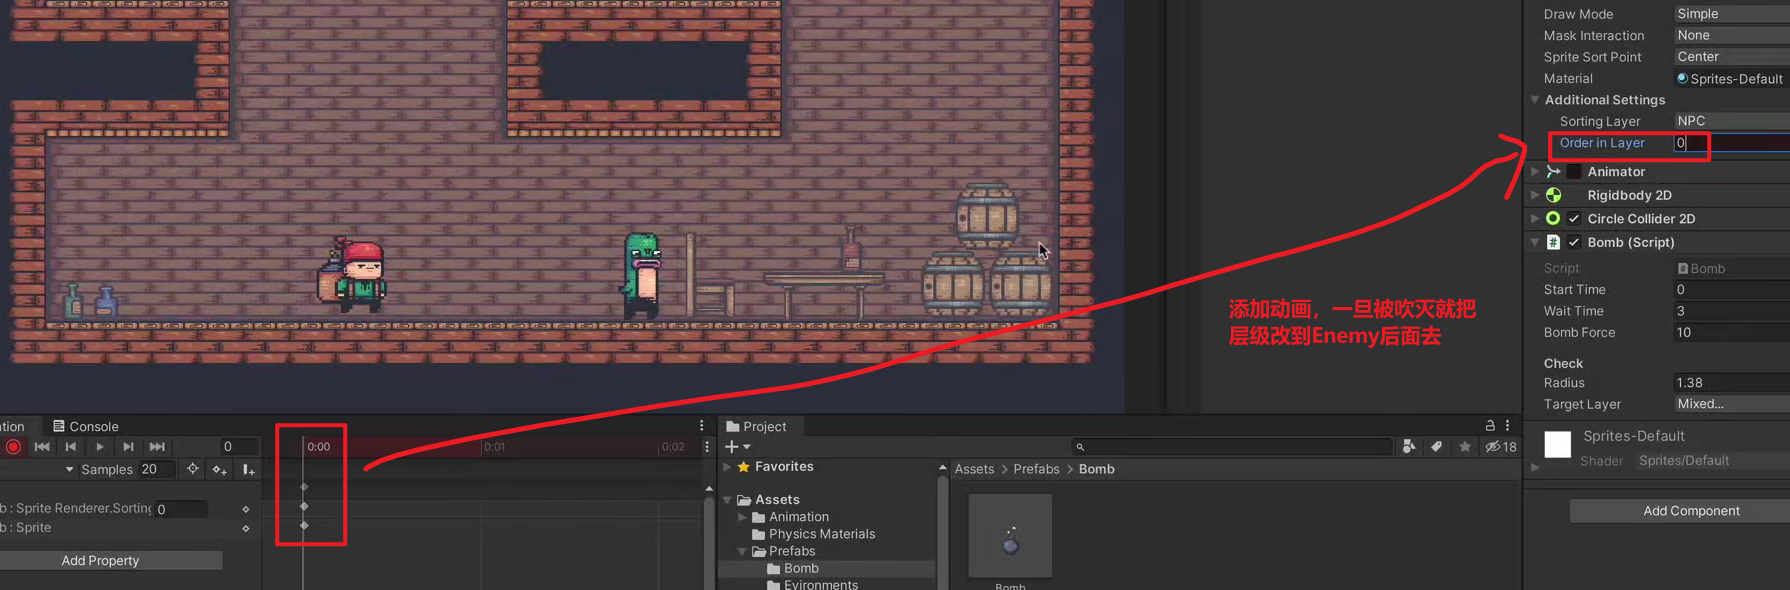 Draw Mode
Simple
Mask Interaction
None
Sprite Sort Point
Center
Material
Sprites-Default
Additional Settings
Sorting Layer
NPC
Order in Layer
0
Animator
Rigidbody 2D
Circle Collider 2D
Bomb (Script)
Script
Bomb
Start Time
0
Wait Time
3
Bomb Force
10
Check
Radius
1.38
Target Layer
Mixed...
Sprites-Default
Shader
Sprites/Default
Add Component
添加动画，一旦被吹灭就把
层级改到Enemy后面去
tion
Console
0
0:00
0:01
0:02
Samples
20
b : Sprite Renderer.Sorting
0
b : Sprite
Add Property
Project
18
Favorites
Assets > Prefabs > Bomb
Assets
Animation
Physics Materials
Prefabs
Bomb
Evironments
Bomb